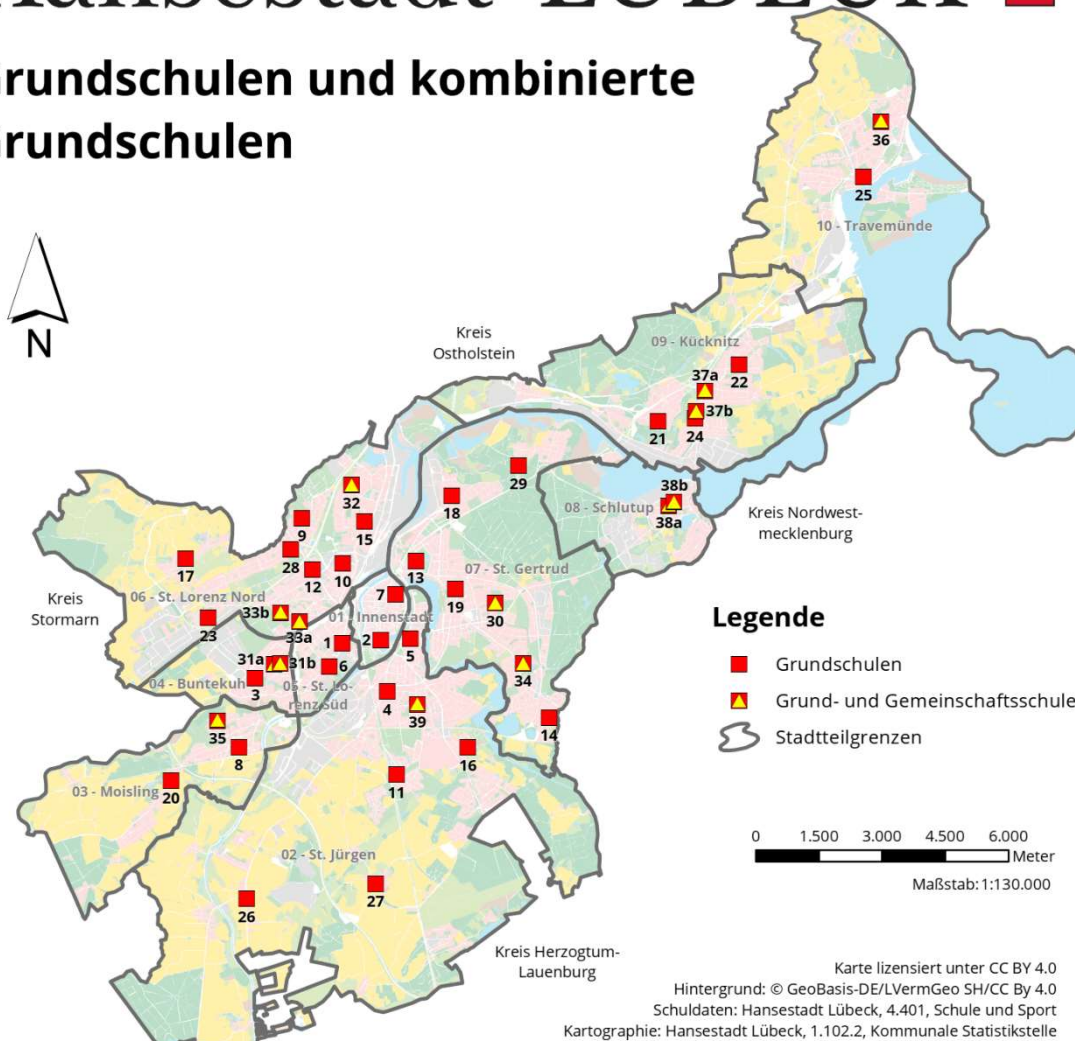 Hansestadt LÜBECK
Grundschulen und kombinierte
Grundschulen
36
25
10 - Travemünde
N
Kreis
Ostholstein
09 - Kücknitz
22
37a
37b
21
24
29
38b
32
18
08 - Schlutup
38a
Kreis Nordwest-
mecklenburg
9
15
28
17
12
10
13
07 - St. Gertrud
Kreis
Stormarn
06 - St. Lorenz Nord
7
19
30
33b
01 - Innenstadt
23
33a
Legende
1
2
5
31a
31b
6
34
Grundschulen
04 - Buntekuh
3
05 - St. Lo-
renz Süd
4
39
Grund- und Gemeinschaftsschule
35
14
Stadtteilgrenzen
8
16
03 - Moisling
20
11
0 1.500 3.000 4.500 6.000
Meter
02 - St. Jürgen
Maßstab: 1:130.000
27
26
Kreis Herzogtum-
Lauenburg
Karte lizensiert unter CC BY 4.0
Hintergrund: © GeoBasis-DE/LVermGeo SH/CC By 4.0
Schuldaten: Hansestadt Lübeck, 4.401, Schule und Sport
Kartographie: Hansestadt Lübeck, 1.102.2, Kommunale Statistikstelle